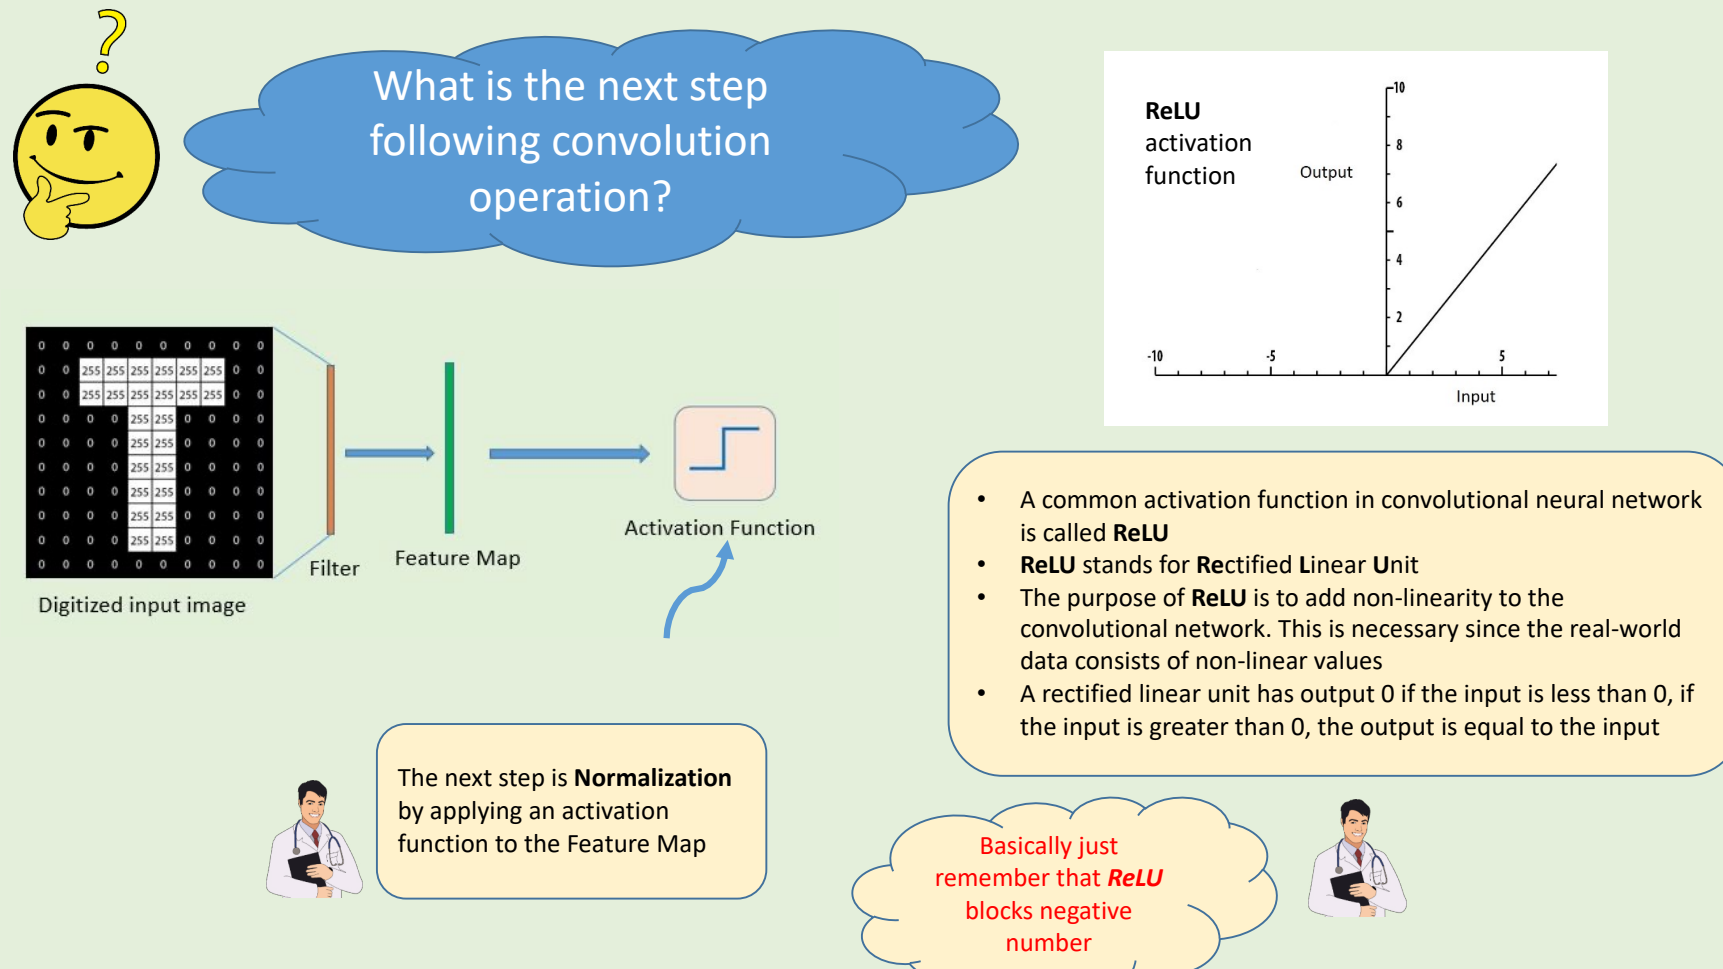 ?
What is the next step
following convolution
operation?
ReLU
activation
function
Output
10
8
6
4
2
-10
-5
5
Input
0 0 0 0 0 0 0 0 0 0
0 0 255 255 255 255 255 255 0 0
0 0 255 255 255 255 255 255 0 0
0 0 0 0 255 255 0 0 0 0
0 0 0 0 255 255 0 0 0 0
0 0 0 0 255 255 0 0 0 0
0 0 0 0 255 255 0 0 0 0
0 0 0 0 255 255 0 0 0 0
0 0 0 0 255 255 0 0 0 0
0 0 0 0 0 0 0 0 0 0
Digitized input image
Filter
Feature Map
Activation Function
• A common activation function in convolutional neural network
is called ReLU
• ReLU stands for Rectified Linear Unit
• The purpose of ReLU is to add non-linearity to the
convolutional network. This is necessary since the real-world
data consists of non-linear values
• A rectified linear unit has output 0 if the input is less than 0, if
the input is greater than 0, the output is equal to the input
The next step is Normalization
by applying an activation
function to the Feature Map
Basically just
remember that ReLU
blocks negative
number